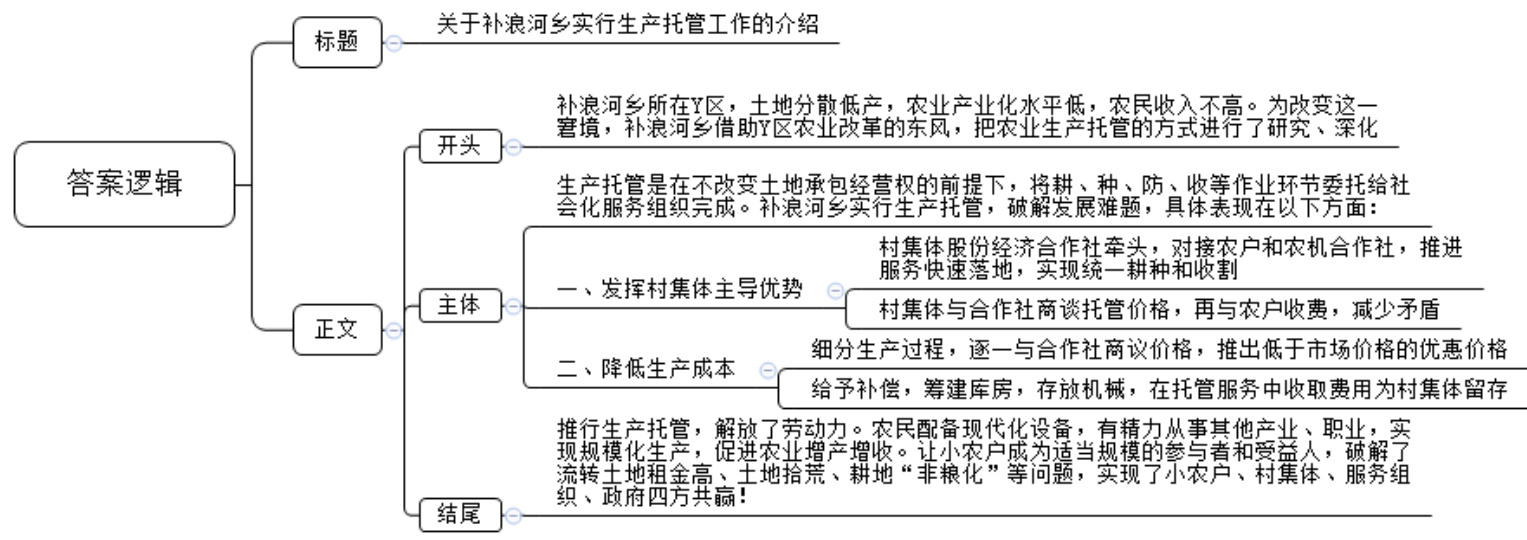 答案逻辑
标题
关于补浪河乡实行生产托管工作的介绍
正文
开头
补浪河乡所在Y区，土地分散低产，农业产业化水平低，农民收入不高。为改变这一
窘境，补浪河乡借助Y区农业改革的东风，把农业生产托管的方式进行了研究、深化
主体
生产托管是在不改变土地承包经营权的前提下，将耕、种、防、收等作业环节委托给社
会化服务组织完成。补浪河乡实行生产托管，破解发展难题，具体表现在以下方面：
一、发挥村集体主导优势
村集体股份经济合作社牵头，对接农户和农机合作社，推进
服务快速落地，实现统一耕种和收割
村集体与合作社商谈托管价格，再与农户收费，减少矛盾
二、降低生产成本
细分生产过程，逐一与合作社商议价格，推出低于市场价格的优惠价格
给予补偿，筹建库房，存放机械，在托管服务中收取费用为村集体留存
结尾
推行生产托管，解放了劳动力。农民配备现代化设备，有精力从事其他产业、职业，实
现规模化生产，促进农业增产增收。让小农户成为适当规模的参与者和受益人，破解了
流转土地租金高、土地拾荒、耕地“非粮化”等问题，实现了小农户、村集体、服务组
织、政府四方共赢！